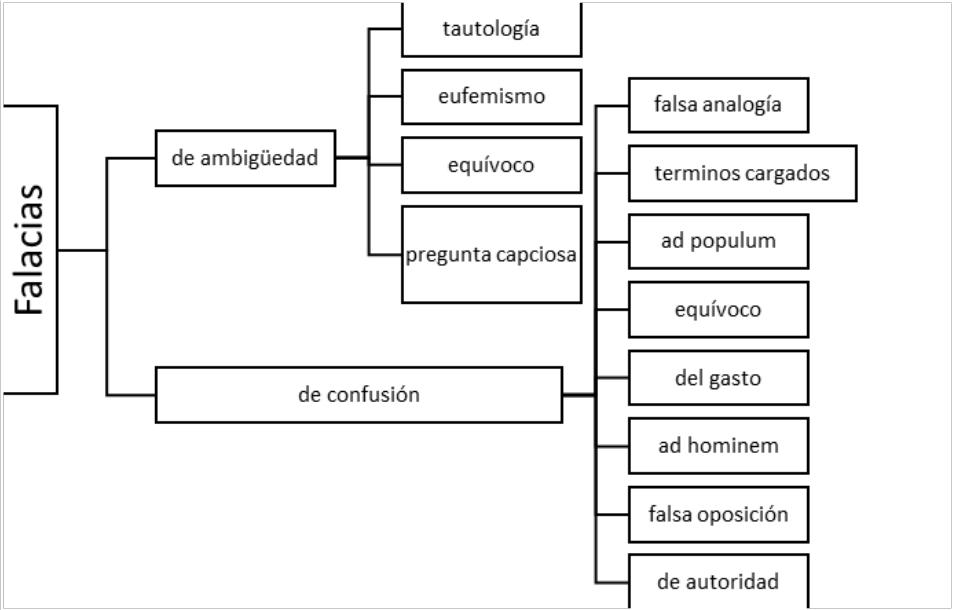 Falacias
de ambigüedad
tautología
eufemismo
equívoco
pregunta capciosa
de confusión
falsa analogía
terminos cargados
ad populum
equívoco
del gasto
ad hominem
falsa oposición
de autoridad